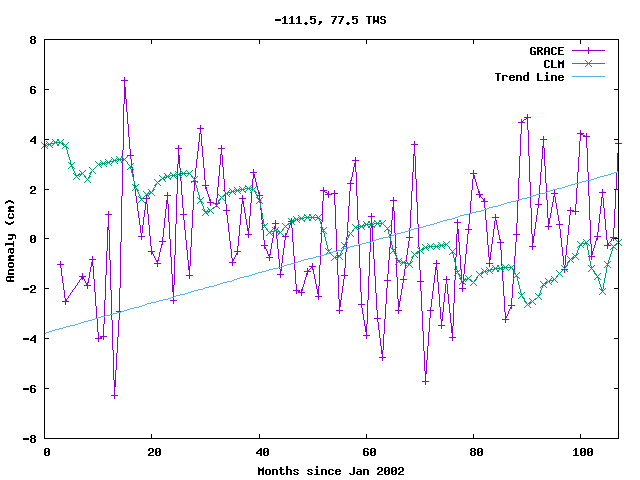 -111.5, 77.5 TWS
GRACE
CLM
Trend Line
8
6
4
2
0
-2
-4
-6
-8
Anomaly (cm)
0 20 40 60 80 100
Months since Jan 2002